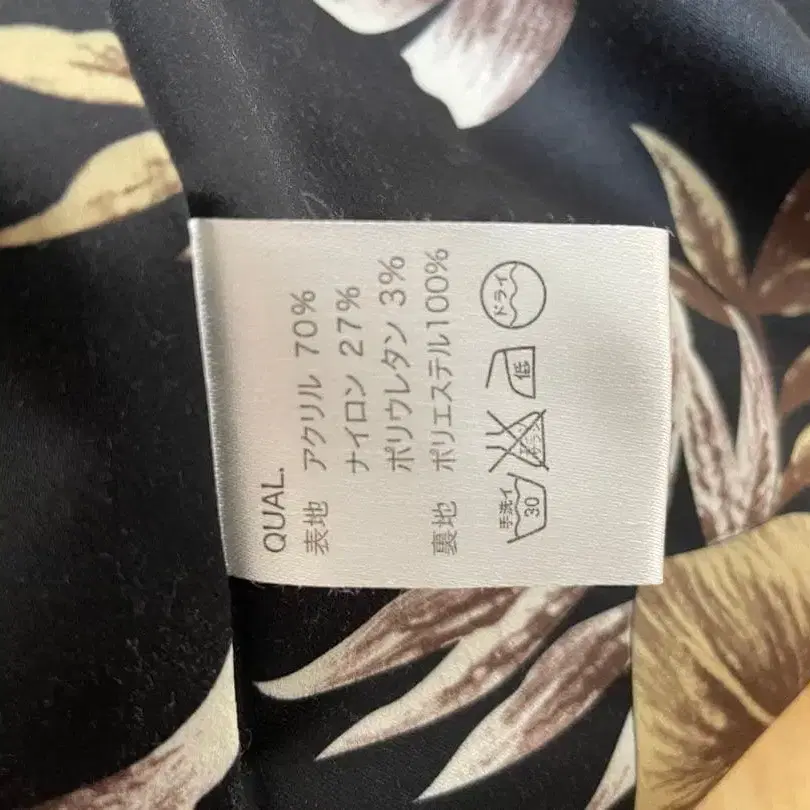 QUAL.
表地 アクリル 70%
ナイロン 27%
ポリウレタン 3%
裏地 ポリエステル100%
手洗イ 30
低
ドライ